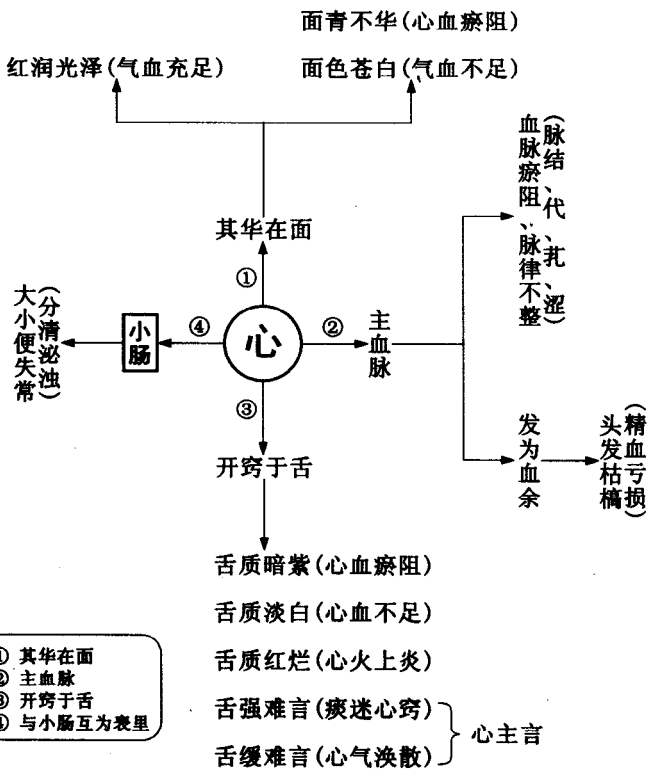 面青不华(心血瘀阻)
红润光泽(气血充足)
面色苍白(气血不足)
血脉瘀阻、脉律不整
(脉结、代、芤、涩)
其华在面
①
心
②
主血脉
④
小肠
大小便失常
(分清泌浊)
③
开窍于舌
发为血余
头发枯槁
(精血亏损)
舌质暗紫(心血瘀阻)
舌质淡白(心血不足)
舌质红烂(心火上炎)
舌强难言(痰迷心窍)
舌缓难言(心气涣散)
心主言
① 其华在面
② 主血脉
③ 开窍于舌
④ 与小肠互为表里